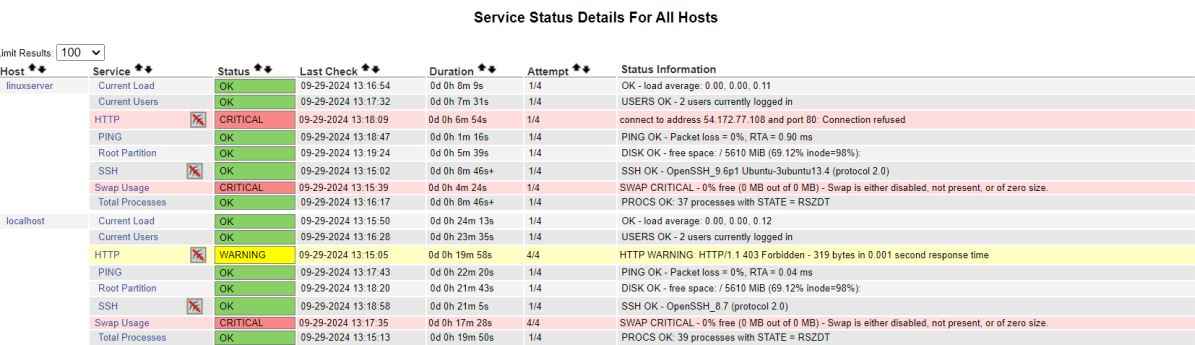 Service Status Details For All Hosts
Limit Results: 100
Host Service Status Last Check Duration Attempt Status Information
linuxserver Current Load OK 09-29-2024 13:16:54 0d 0h 8m 9s 1/4 OK - load average: 0.00, 0.00, 0.11
Current Users OK 09-29-2024 13:17:32 0d 0h 7m 31s 1/4 USERS OK - 2 users currently logged in
HTTP CRITICAL 09-29-2024 13:18:09 0d 0h 6m 54s 1/4 connect to address 54.172.77.108 and port 80: Connection refused
PING OK 09-29-2024 13:18:47 0d 0h 1m 16s 1/4 PING OK - Packet loss = 0%, RTA = 0.90 ms
Root Partition OK 09-29-2024 13:19:24 0d 0h 5m 39s 1/4 DISK OK - free space: / 5610 MiB (69.12% inode=98%):
SSH OK 09-29-2024 13:15:02 0d 0h 8m 46s+ 1/4 SSH OK - OpenSSH_9.6p1 Ubuntu-3ubuntu13.4 (protocol 2.0)
Swap Usage CRITICAL 09-29-2024 13:15:39 0d 0h 4m 24s 1/4 SWAP CRITICAL - 0% free (0 MB out of 0 MB) - Swap is either disabled, not present, or of zero size.
Total Processes OK 09-29-2024 13:16:17 0d 0h 8m 46s+ 1/4 PROCS OK: 37 processes with STATE = RSZDT
localhost Current Load OK 09-29-2024 13:15:50 0d 0h 24m 13s 1/4 OK - load average: 0.00, 0.00, 0.12
Current Users OK 09-29-2024 13:16:28 0d 0h 23m 35s 1/4 USERS OK - 2 users currently logged in
HTTP WARNING 09-29-2024 13:15:05 0d 0h 19m 58s 4/4 HTTP WARNING: HTTP/1.1 403 Forbidden - 319 bytes in 0.001 second response time
PING OK 09-29-2024 13:17:43 0d 0h 22m 20s 1/4 PING OK - Packet loss = 0%, RTA = 0.04 ms
Root Partition OK 09-29-2024 13:18:20 0d 0h 21m 43s 1/4 DISK OK - free space: / 5610 MiB (69.12% inode=98%):
SSH OK 09-29-2024 13:18:58 0d 0h 21m 5s 1/4 SSH OK - OpenSSH_8.7 (protocol 2.0)
Swap Usage CRITICAL 09-29-2024 13:17:35 0d 0h 17m 28s 4/4 SWAP CRITICAL - 0% free (0 MB out of 0 MB) - Swap is either disabled, not present, or of zero size.
Total Processes OK 09-29-2024 13:15:13 0d 0h 19m 50s 1/4 PROCS OK: 39 processes with STATE = RSZDT